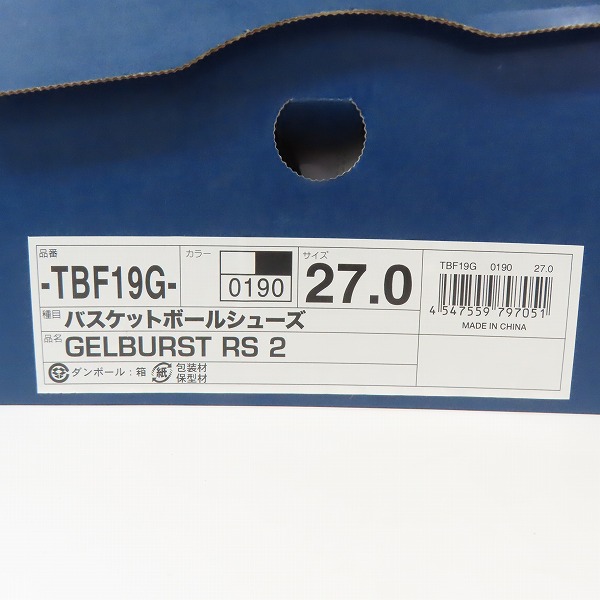 品番
-TBF19G-
カラー
0190
サイズ
27.0
種目 バスケットボールシューズ
品名 GELBURST RS 2
ダンボール：箱 紙 包装材
保型材
TBF19G 0190 27.0
4 547559 797051
MADE IN CHINA